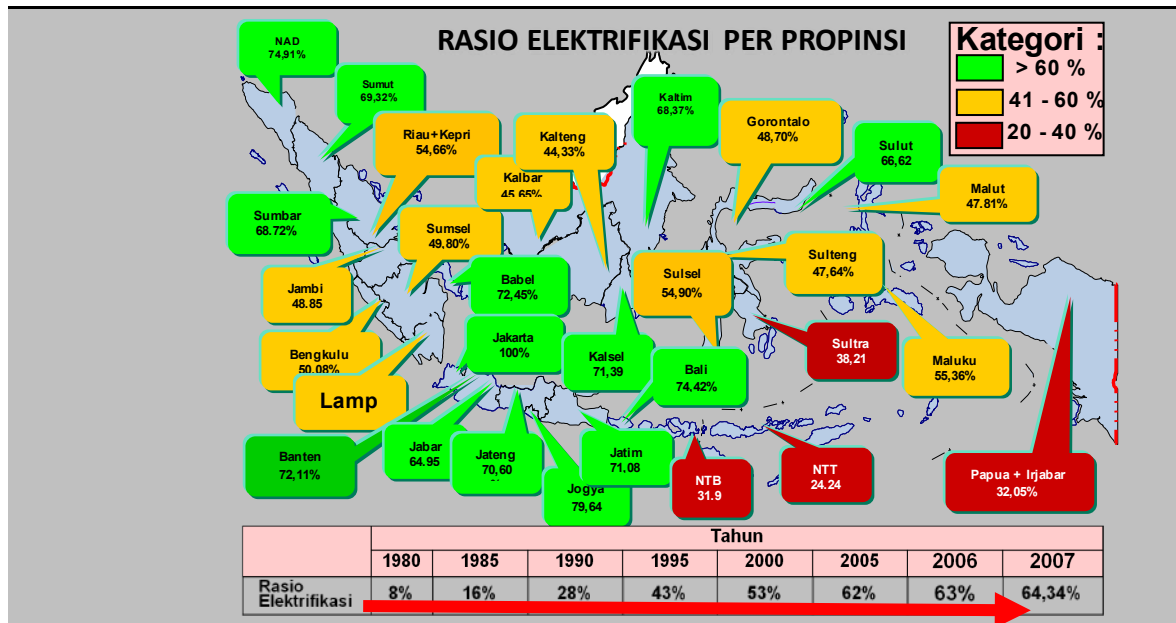 RASIO ELEKTRIFIKASI PER PROPINSI
Kategori :
> 60 %
41 - 60 %
20 - 40 %
NAD
74,91%
Sumut
69,32%
Riau+Kepri
54,66%
Kalteng
44,33%
Kaltim
68,37%
Gorontalo
48,70%
Sulut
66,62
Kalbar
45,65%
Malut
47.81%
Sumbar
68.72%
Sumsel
49,80%
Babel
72,45%
Sulsel
54,90%
Sulteng
47,64%
Jambi
48.85
Jakarta
100%
Kalsel
71,39
Bali
74,42%
Sultra
38,21
Maluku
55,36%
Bengkulu
50,08%
Lamp
Banten
72,11%
Jabar
64.95
Jateng
70,60
Jogya
79,64
Jatim
71,08
NTB
31.9
NTT
24.24
Papua + Irjabar
32,05%
Tahun
1980 1985 1990 1995 2000 2005 2006 2007
Rasio
Elektrifikasi 8% 16% 28% 43% 53% 62% 63% 64,34%